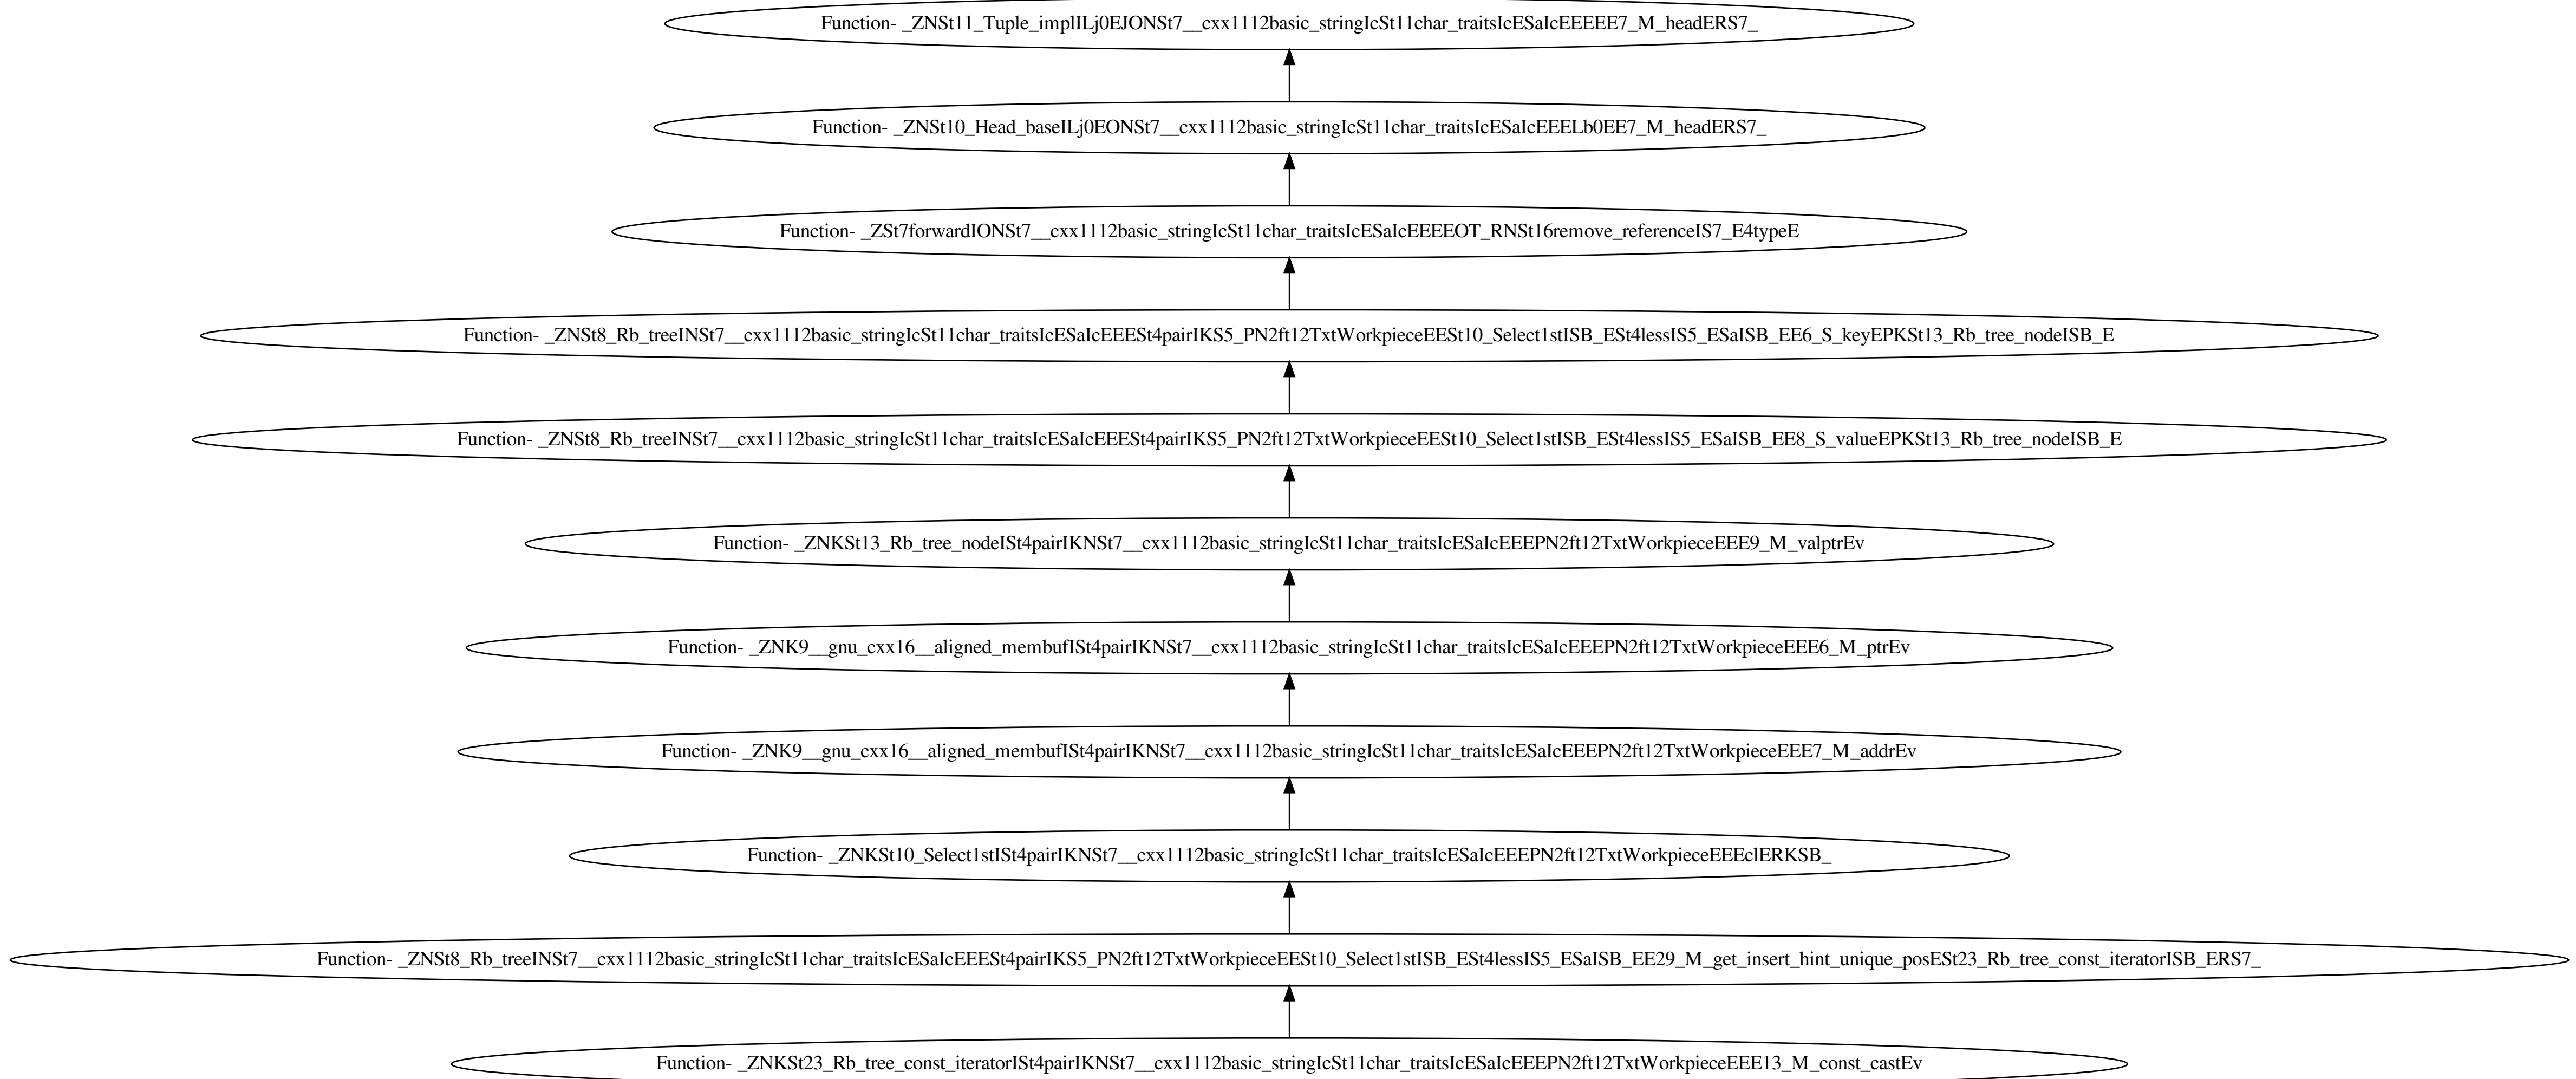 Function- _ZNSt11_Tuple_implILj0EJONSt7__cxx1112basic_stringIcSt11char_traitsIcESaIcEEEEE7_M_headERS7_
Function- _ZNSt10_Head_baseILj0EONSt7__cxx1112basic_stringIcSt11char_traitsIcESaIcEEELb0EE7_M_headERS7_
Function- _ZSt7forwardIONSt7__cxx1112basic_stringIcSt11char_traitsIcESaIcEEEEOT_RNSt16remove_referenceIS7_E4typeE
Function- _ZNSt8_Rb_treeINSt7__cxx1112basic_stringIcSt11char_traitsIcESaIcEEESt4pairIKS5_PN2ft12TxtWorkpieceEESt10_Select1stISB_ESt4lessIS5_ESaISB_EE6_S_keyEPKSt13_Rb_tree_nodeISB_E
Function- _ZNSt8_Rb_treeINSt7__cxx1112basic_stringIcSt11char_traitsIcESaIcEEESt4pairIKS5_PN2ft12TxtWorkpieceEESt10_Select1stISB_ESt4lessIS5_ESaISB_EE8_S_valueEPKSt13_Rb_tree_nodeISB_E
Function- _ZNKSt13_Rb_tree_nodeISt4pairIKNSt7__cxx1112basic_stringIcSt11char_traitsIcESaIcEEEPN2ft12TxtWorkpieceEEE9_M_valptrEv
Function- _ZNK9__gnu_cxx16__aligned_membufISt4pairIKNSt7__cxx1112basic_stringIcSt11char_traitsIcESaIcEEEPN2ft12TxtWorkpieceEEE6_M_ptrEv
Function- _ZNK9__gnu_cxx16__aligned_membufISt4pairIKNSt7__cxx1112basic_stringIcSt11char_traitsIcESaIcEEEPN2ft12TxtWorkpieceEEE7_M_addrEv
Function- _ZNKSt10_Select1stISt4pairIKNSt7__cxx1112basic_stringIcSt11char_traitsIcESaIcEEEPN2ft12TxtWorkpieceEEEclERKSB_
Function- _ZNSt8_Rb_treeINSt7__cxx1112basic_stringIcSt11char_traitsIcESaIcEEESt4pairIKS5_PN2ft12TxtWorkpieceEESt10_Select1stISB_ESt4lessIS5_ESaISB_EE29_M_get_insert_hint_unique_posESt23_Rb_tree_const_iteratorISB_ERS7_
Function- _ZNKSt23_Rb_tree_const_iteratorISt4pairIKNSt7__cxx1112basic_stringIcSt11char_traitsIcESaIcEEEPN2ft12TxtWorkpieceEEE13_M_const_castEv